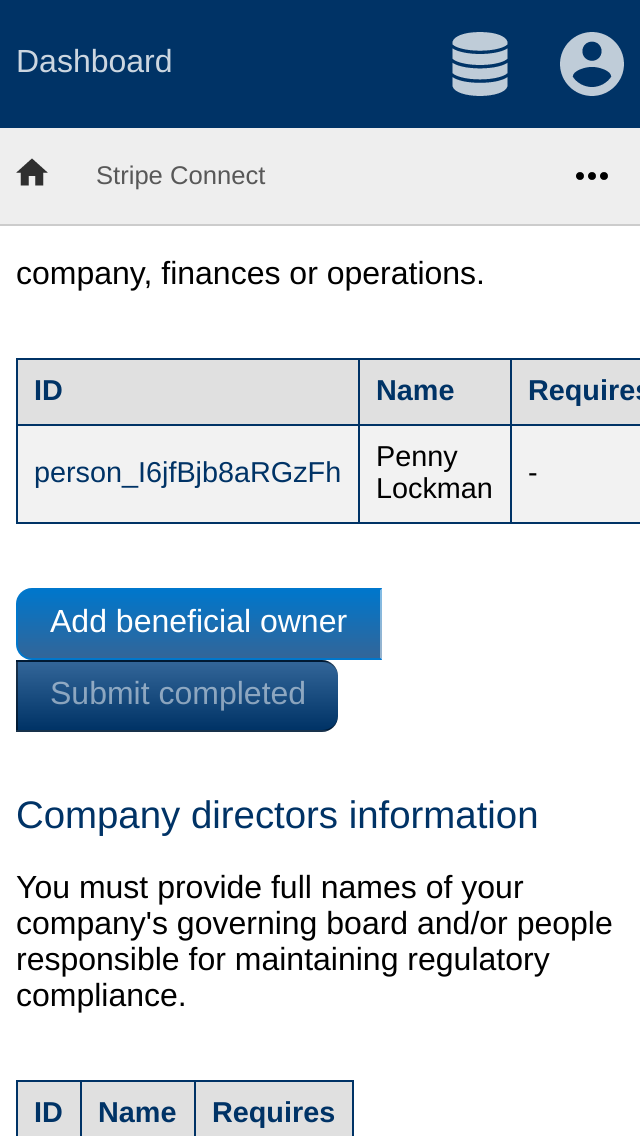 Dashboard
Stripe Connect
company, finances or operations.
ID Name Requires
person_I6jfBjb8aRGzFh Penny Lockman -
Add beneficial owner
Submit completed
Company directors information
You must provide full names of your
company's governing board and/or people
responsible for maintaining regulatory
compliance.
ID Name Requires